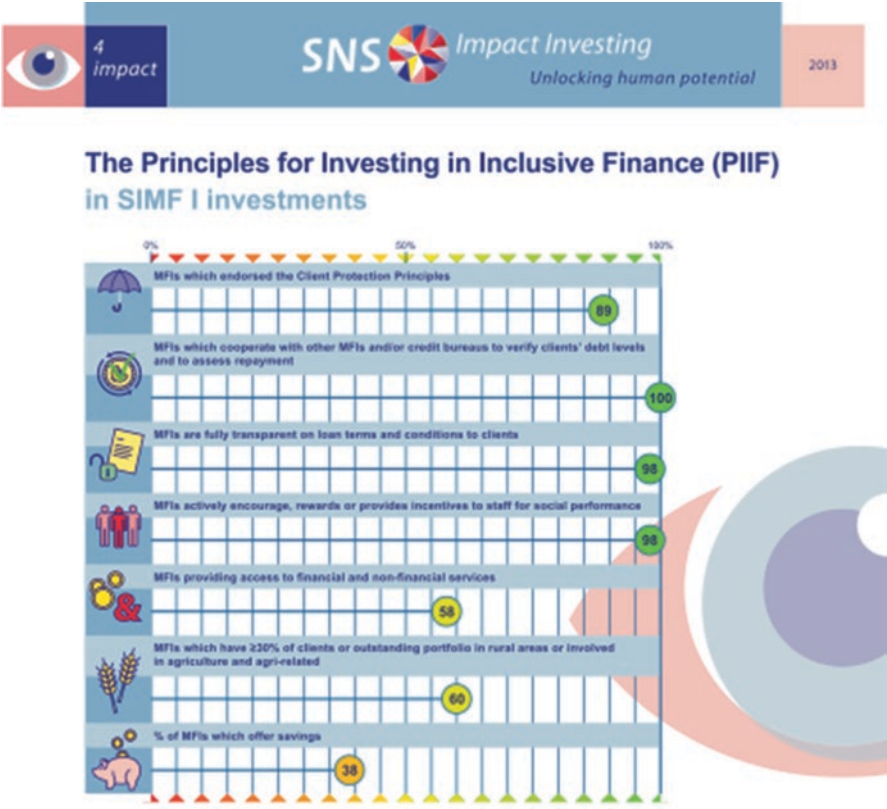 4
impact
SNS Impact Investing
Unlocking human potential
2013
The Principles for Investing in Inclusive Finance (PIIF)
in SIMF I investments
0% 50% 100%
MFIs which endorsed the Client Protection Principles
89
MFIs which cooperate with other MFIs and/or credit bureaus to verify clients' debt levels
and to assess repayment
100
MFIs are fully transparent on loan terms and conditions to clients
98
MFIs actively encourage, rewards or provides incentives to staff for social performance
98
MFIs providing access to financial and non-financial services
&
58
MFIs which have ≥30% of clients or outstanding portfolio in rural areas or involved
in agriculture and agri-related
60
% of MFIs which offer savings
38